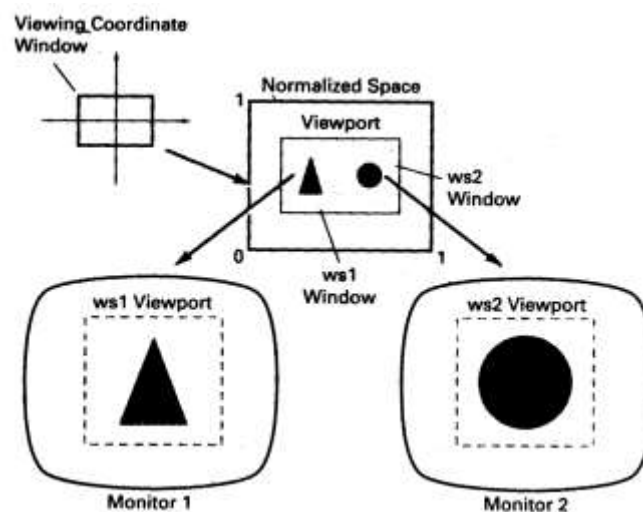 Viewing Coordinate
Window
Normalized Space
1
Viewport
ws2
Window
0
1
ws1
Window
ws1 Viewport
ws2 Viewport
Monitor 1
Monitor 2